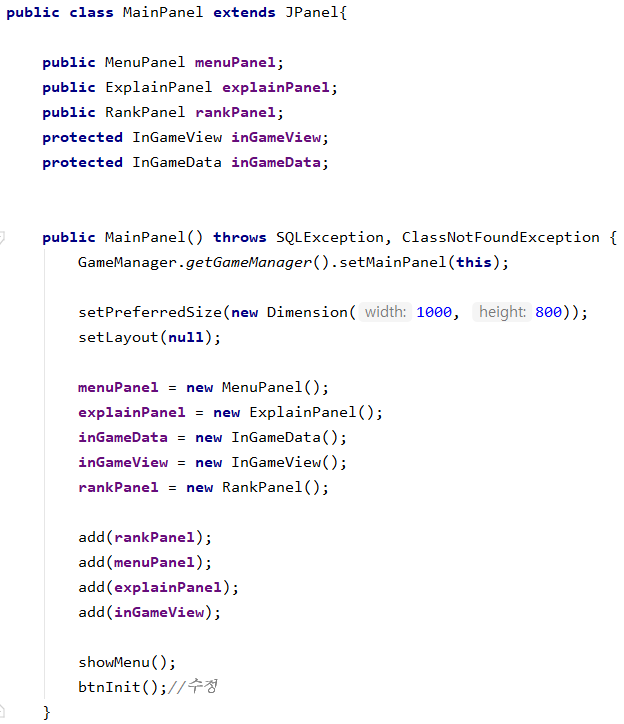 public class MainPanel extends JPanel{
public MenuPanel menuPanel;
public ExplainPanel explainPanel;
public RankPanel rankPanel;
protected InGameView inGameView;
protected InGameData inGameData;
public MainPanel() throws SQLException, ClassNotFoundException {
GameManager.getGameManager().setMainPanel(this);
setPreferredSize(new Dimension( width: 1000, height: 800));
setLayout(null);
menuPanel = new MenuPanel();
explainPanel = new ExplainPanel();
inGameData = new InGameData();
inGameView = new InGameView();
rankPanel = new RankPanel();
add(rankPanel);
add(menuPanel);
add(explainPanel);
add(inGameView);
showMenu();
btnInit();//수정
}